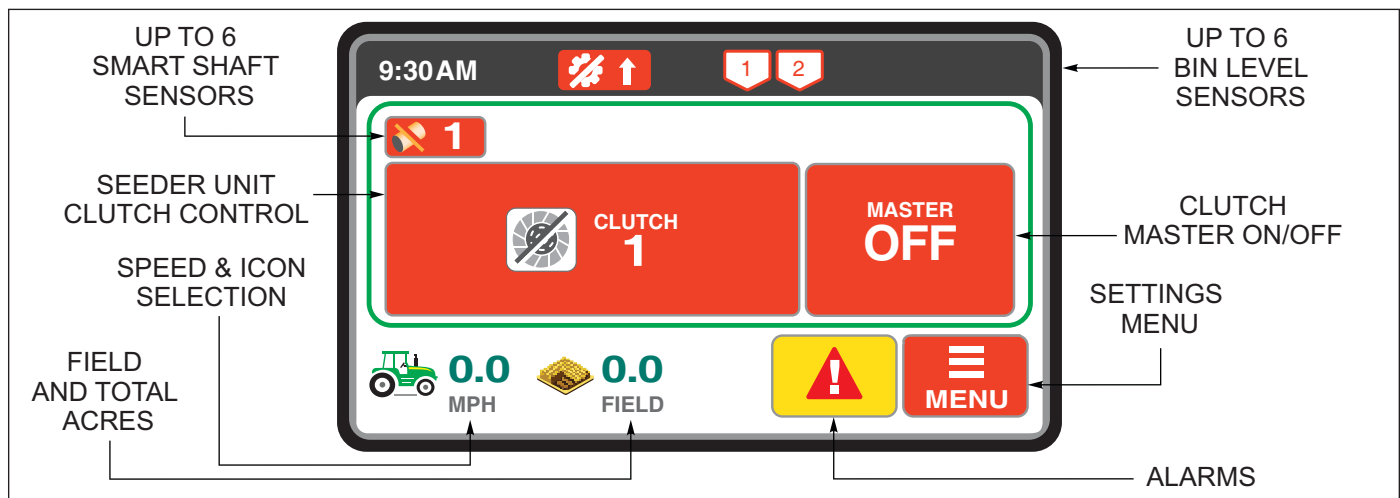 UP TO 6
SMART SHAFT
SENSORS
SEEDER UNIT
CLUTCH CONTROL
SPEED & ICON
SELECTION
FIELD
AND TOTAL
ACRES
9:30AM
1
2
1
CLUTCH
1
MASTER
OFF
0.0
MPH
0.0
FIELD
MENU
UP TO 6
BIN LEVEL
SENSORS
CLUTCH
MASTER ON/OFF
SETTINGS
MENU
ALARMS